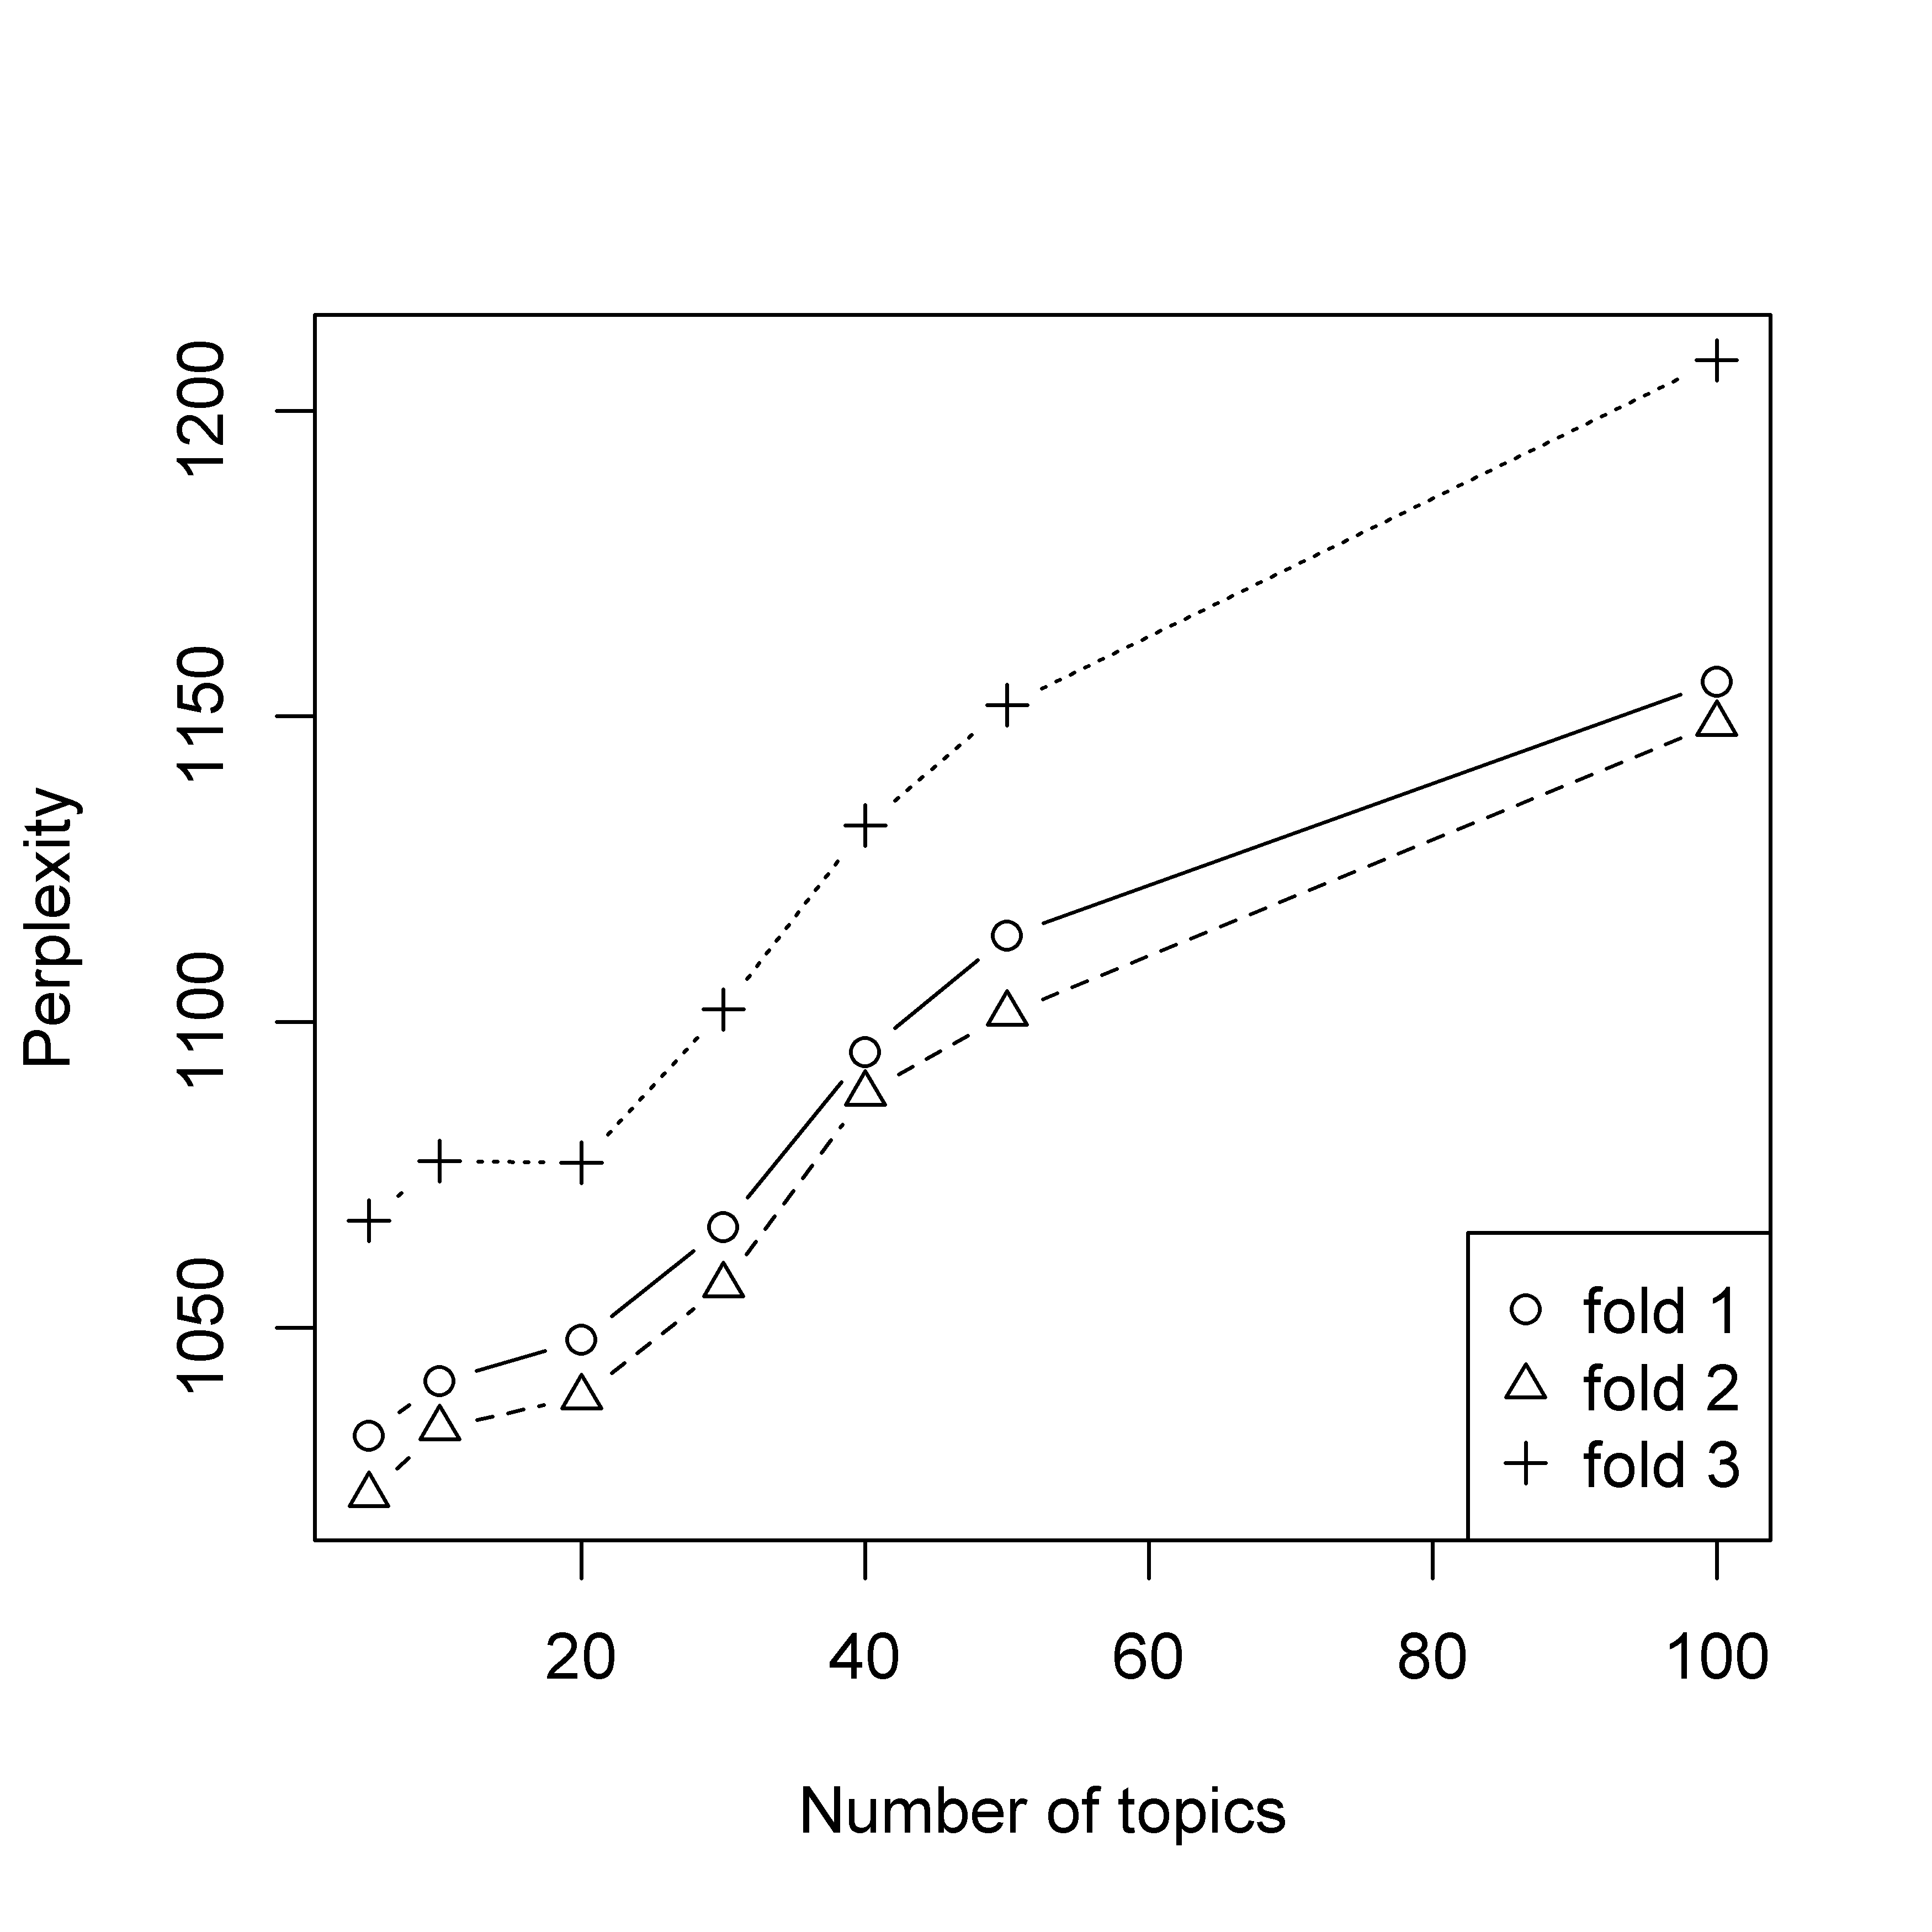 Perplexity
1200
1150
1100
1050
fold 1
fold 2
fold 3
20 40 60 80 100
Number of topics